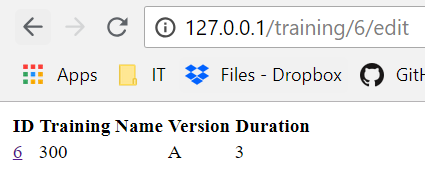 127.0.0.1/training/6/edit
Apps IT Files - Dropbox GitH
ID Training Name Version Duration
6 300 A 3